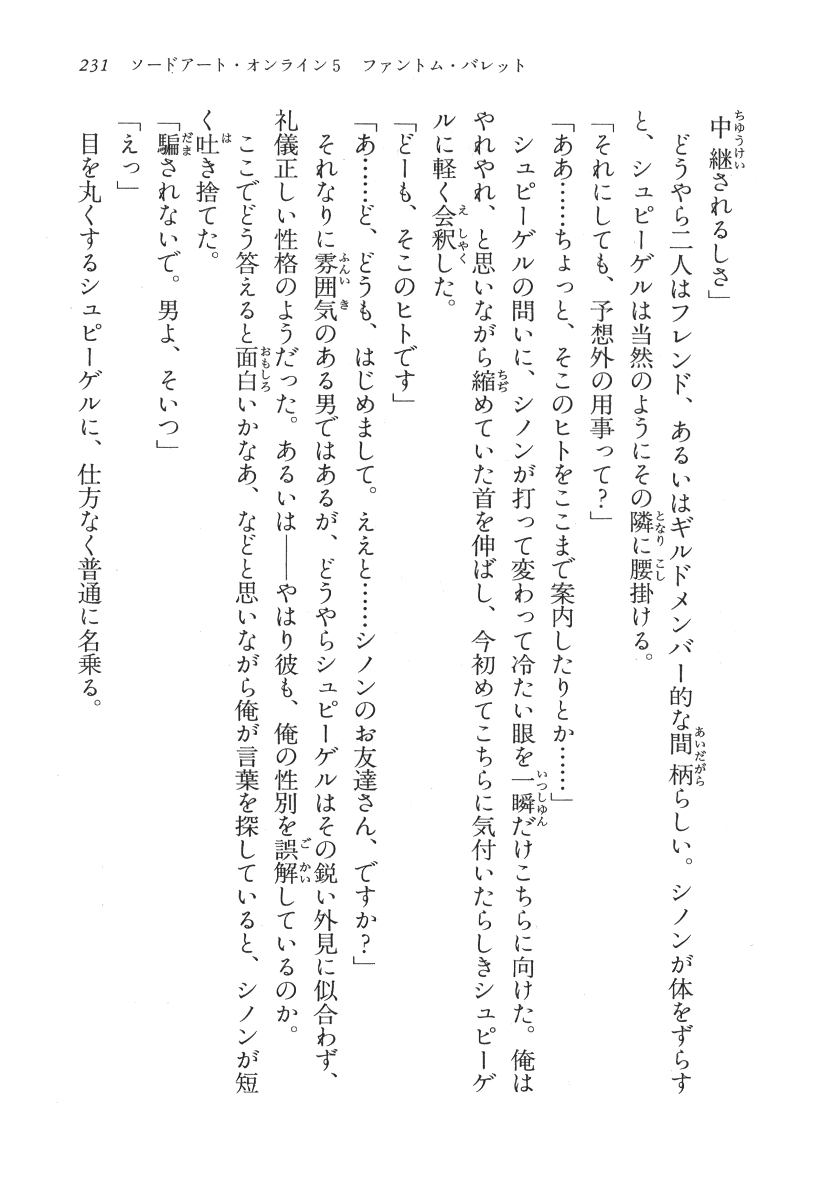 231　ソードアート・オンライン5　ファントム・バレット
中継されるしさ」
　どうやら二人はフレンド、あるいはギルドメンバー的な間柄らしい。シノンが体をずらす
と、シュピーゲルは当然のようにその隣に腰掛ける。
「それにしても、予想外の用事って？」
「ああ……ちょっと、そこのヒトをここまで案内したりとか……」
　シュピーゲルの問いに、シノンが打って変わって冷たい眼を一瞬だけこちらに向けた。俺は
やれやれ、と思いながら縮めていた首を伸ばし、今初めてこちらに気付いたらしきシュピーゲ
ルに軽く会釈した。
「どーも、そこのヒトです」
「あ……ど、どうも、はじめまして。ええと……シノンのお友達さん、ですか？」
　それなりに雰囲気のある男ではあるが、どうやらシュピーゲルはその鋭い外見に似合わず、
礼儀正しい性格のようだった。あるいは――やはり彼も、俺の性別を誤解しているのか。
　ここでどう答えると面白いかなあ、などと思いながら俺が言葉を探していると、シノンが短
く吐き捨てた。
「騙されないで。男よ、そいつ」
「えっ」
　目を丸くするシュピーゲルに、仕方なく普通に名乗る。